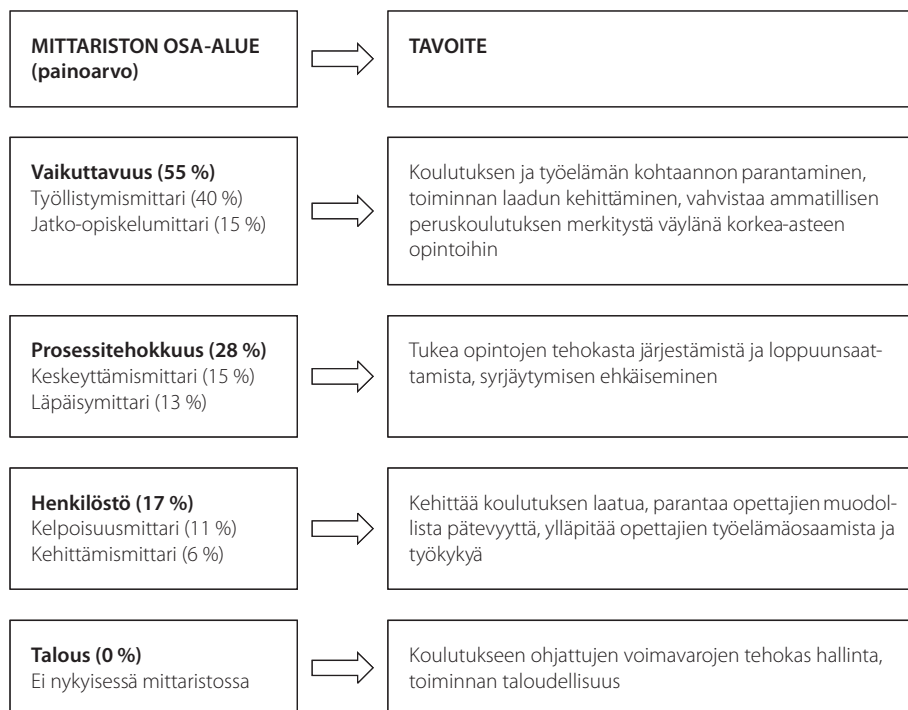 MITTARISTON OSA-ALUE
(painoarvo)
TAVOITE
Vaikuttavuus (55 %)
Työllistymismittari (40 %)
Jatko-opiskelumittari (15 %)
Koulutuksen ja työelämän kohtaannon parantaminen,
toiminnan laadun kehittäminen, vahvistaa ammatillisen
peruskoulutuksen merkitystä väylänä korkea-asteen
opintoihin
Prosessitehokkuus (28 %)
Keskeyttämismittari (15 %)
Läpäisymittari (13 %)
Tukea opintojen tehokasta järjestämistä ja loppuunsaat-
tamista, syrjäytymisen ehkäiseminen
Henkilöstö (17 %)
Kelpoisuusmittari (11 %)
Kehittämismittari (6 %)
Kehittää koulutuksen laatua, parantaa opettajien muodol-
lista pätevyyttä, ylläpitää opettajien työelämäosaamista ja
työkykyä
Talous (0 %)
Ei nykyisessä mittaristossa
Koulutukseen ohjattujen voimavarojen tehokas hallinta,
toiminnan taloudellisuus